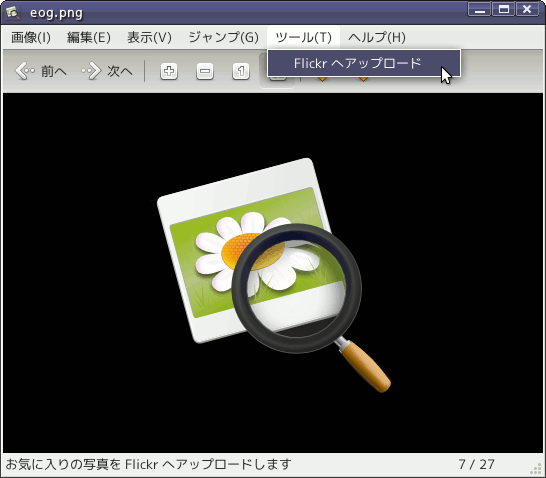 eog.png
画像(I) 編集(E) 表示(V) ジャンプ(G) ツール(T) ヘルプ(H)
Flickr へアップロード
前へ 次へ 1
お気に入りの写真を Flickr へアップロードします 7 / 27